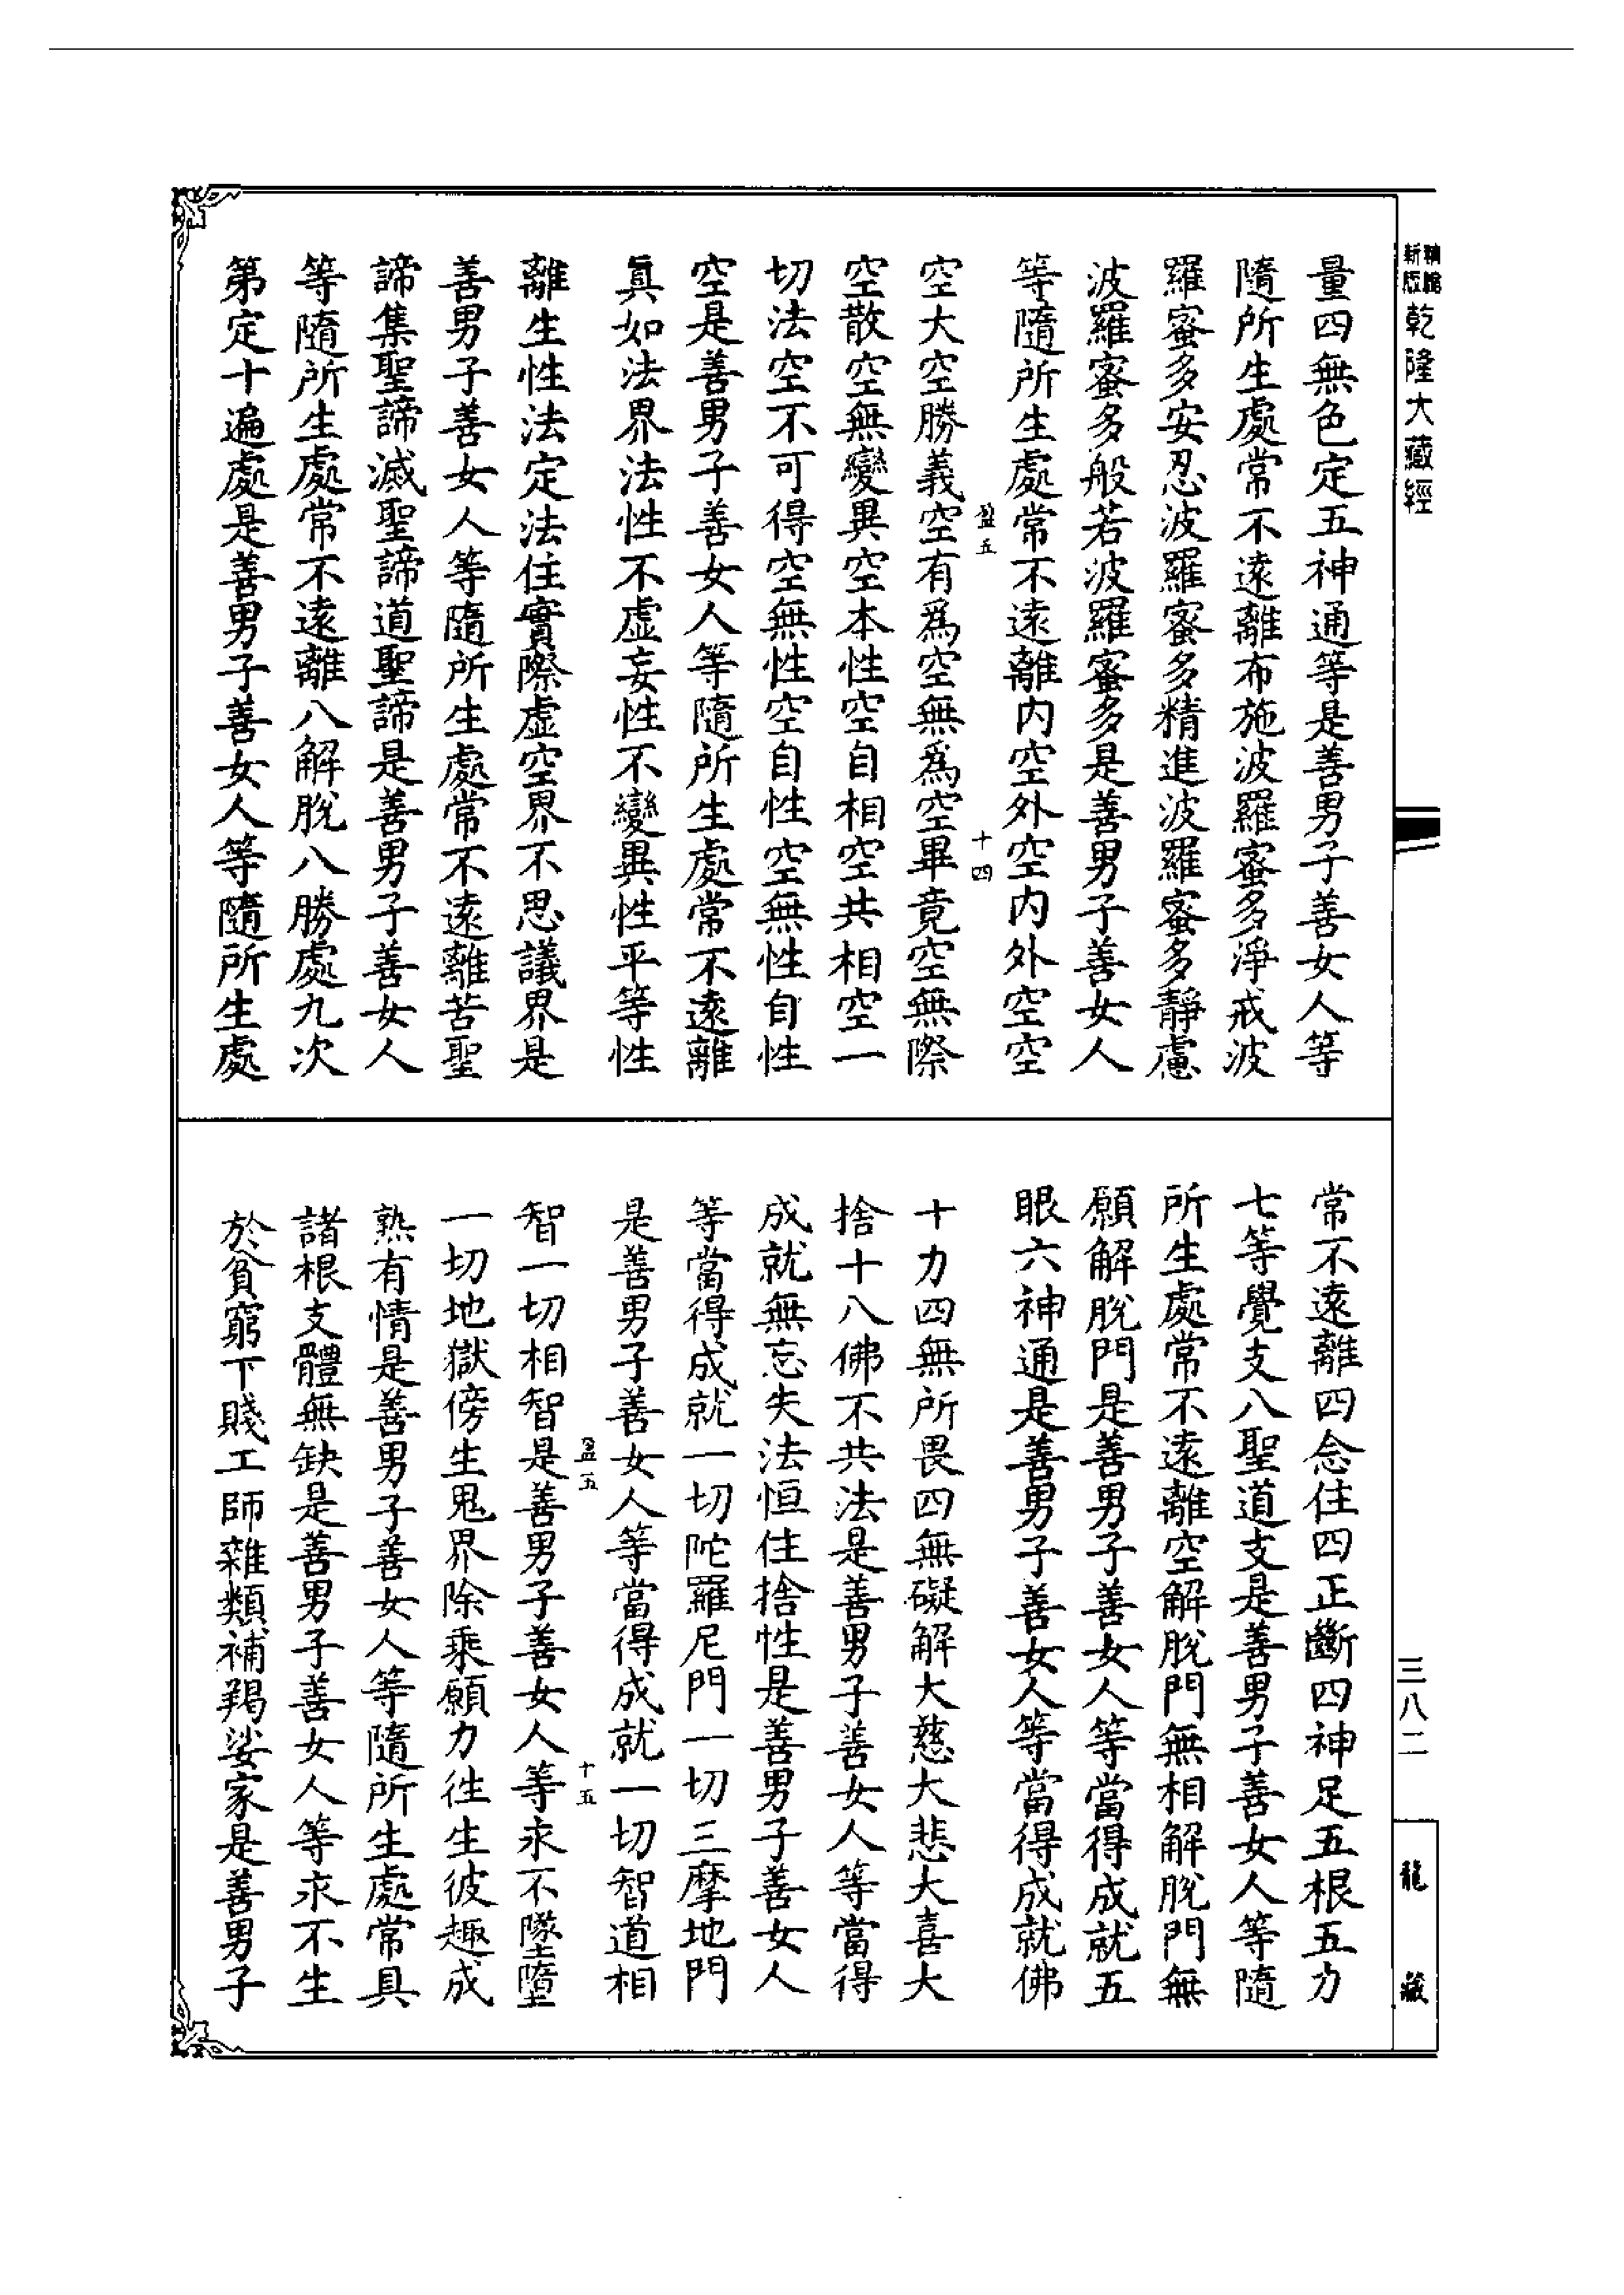 乾隆大藏經
量四無色定五神通等是善男子善女人等
隨所生處常不遠離布施波羅蜜多淨戒波
羅蜜多安忍波羅蜜多精進波羅蜜多靜慮
波羅蜜多般若波羅蜜多是善男子善女人
等隨所生處常不遠離內空外空內外空空
盈五 十四
空大空勝義空有爲空無爲空畢竟空無際
空散空無變異空本性空自相空共相空一
切法空不可得空無性空自性空無性自性
空是善男子善女人等隨所生處常不遠離
真如法界法性不虛妄性不變異性平等性
離生性法定法住實際虛空界不思議界是
善男子善女人等隨所生處常不遠離苦聖
諦集聖諦滅聖諦道聖諦是善男子善女人
等隨所生處常不遠離八解脫八勝處九次
第定十遍處是善男子善女人等隨所生處
常不遠離四念住四正斷四神足五根五力
七等覺支八聖道支是善男子善女人等隨
所生處常不遠離空解脫門無相解脫門無
願解脫門是善男子善女人等當得成就五
眼六神通是善男子善女人等當得成就佛
十力四無所畏四無礙解大慈大悲大喜大
捨十八佛不共法是善男子善女人等當得
成就無忘失法恒住捨性是善男子善女人
等當得成就一切陀羅尼門一切三摩地門
是善男子善女人等當得成就一切智道相
盈五 十五
智一切相智是善男子善女人等永不墜墮
一切地獄傍生鬼界除乘願力往生彼趣成
熟有情是善男子善女人等隨所生處常具
諸根支體無缺是善男子善女人等永不生
於貧窮下賤工師雜類補羯娑家是善男子
三八二
龍藏